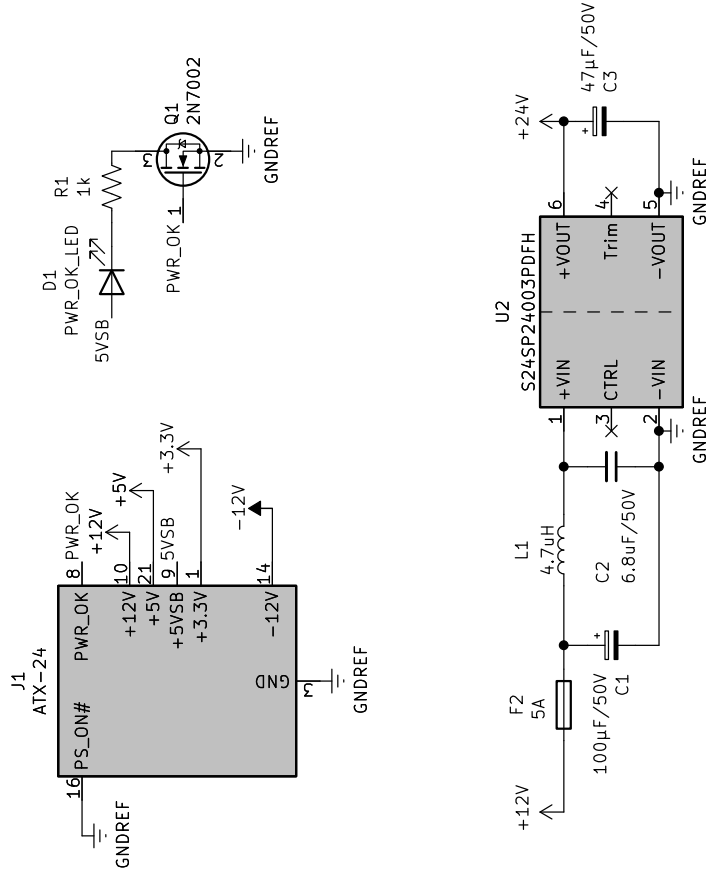 J1
ATX-24
16
PS_ON#
GNDREF
PWR_OK
8
PWR_OK
+12V
10
+12V
+5V
21
+5V
+5VSB
9
5VSB
+3.3V
1
+3.3V
-12V
14
-12V
GND
3
GNDREF
D1
PWR_OK_LED
5VSB
R1
1k
PWR_OK
1
3
2
Q1
2N7002
GNDREF
+12V
F2
5A
100µF/50V
C1
+
L1
4.7uH
C2
6.8uF/50V
U2
S24SP24003PDFH
1
+VIN
3
CTRL
2
-VIN
GNDREF
+VOUT
6
Trim
4
-VOUT
5
GNDREF
+24V
+
47µF/50V
C3